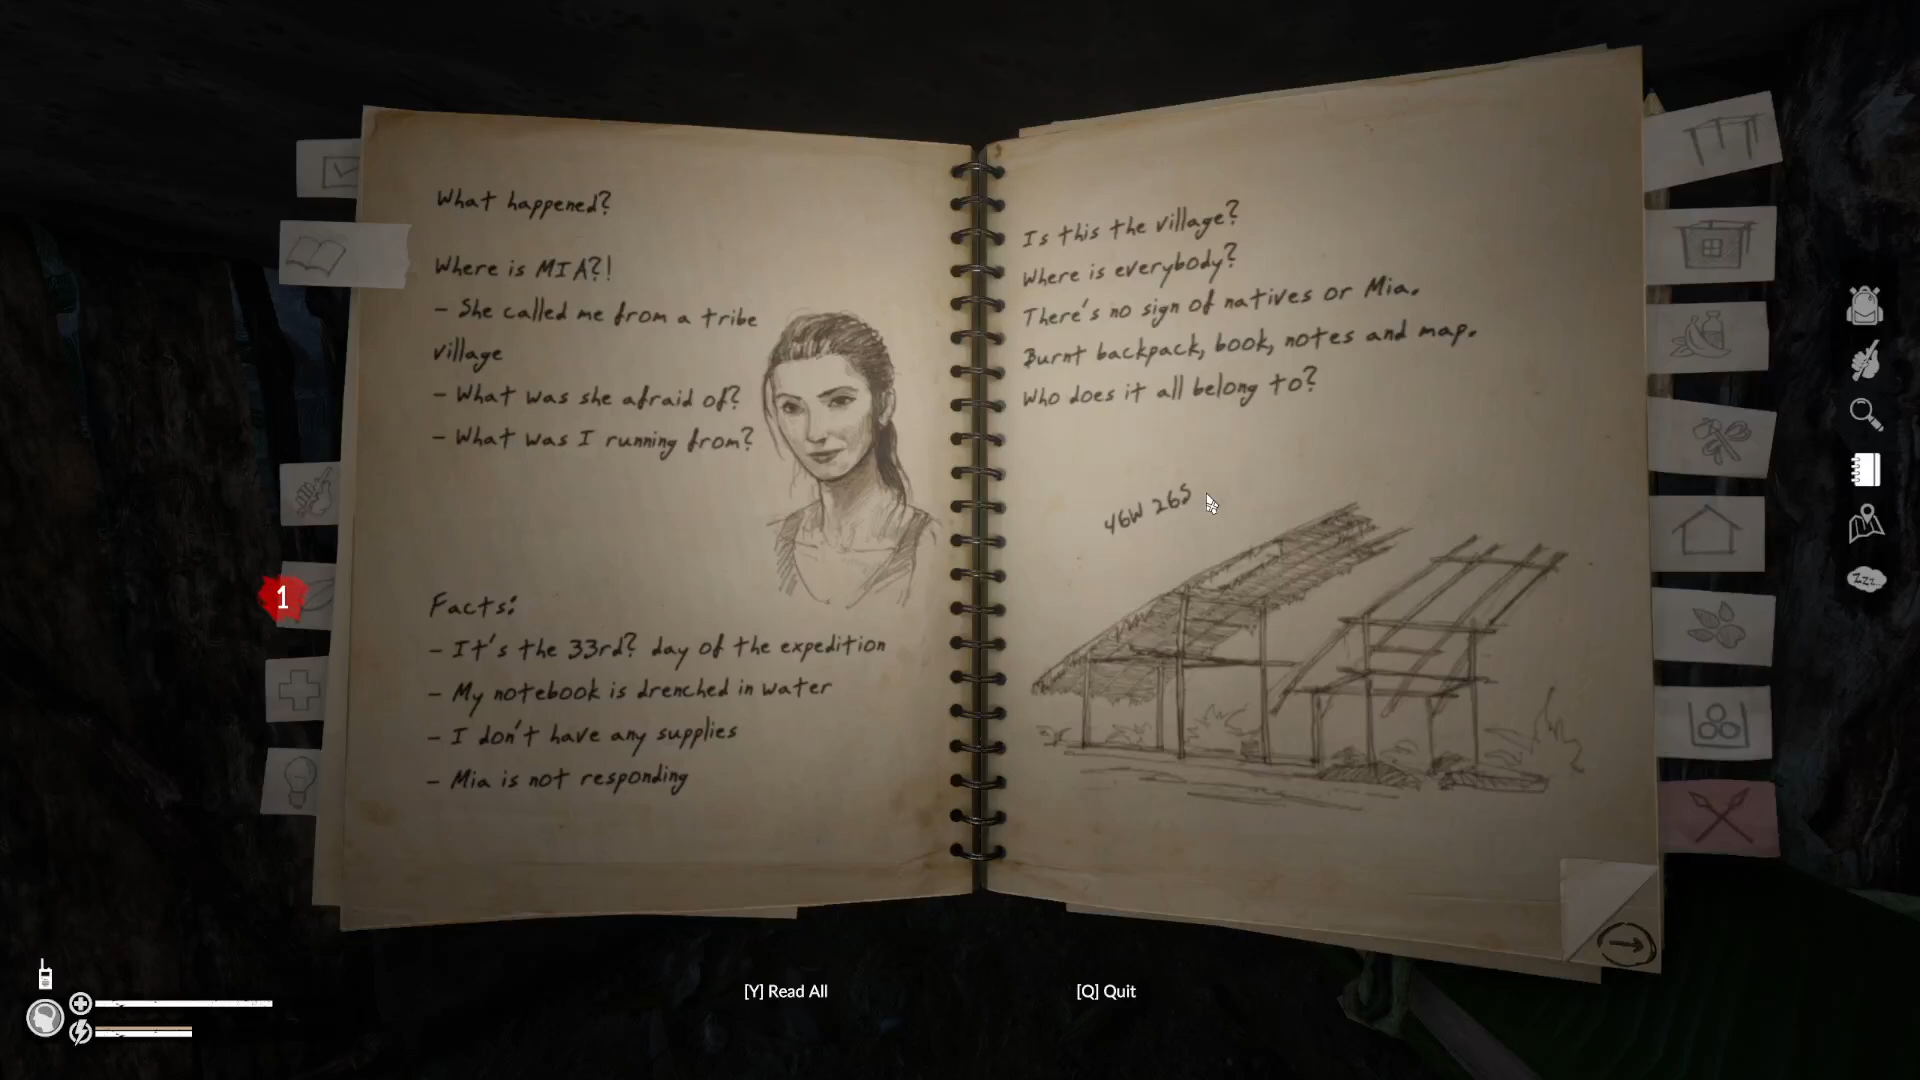 What happened?
Where is MIA?!
- She called me from a tribe
village
- What was she afraid of?
- What was I running from?
Facts:
- It's the 33rd? day of the expedition
- My notebook is drenched in water
- I don't have any supplies
- Mia is not responding
Is this the village?
Where is everybody?
There's no sign of natives or Mia.
Burnt backpack, book, notes and map.
Who does it all belong to?
46W 26S
1
ZZZ...
[Y] Read All
[Q] Quit